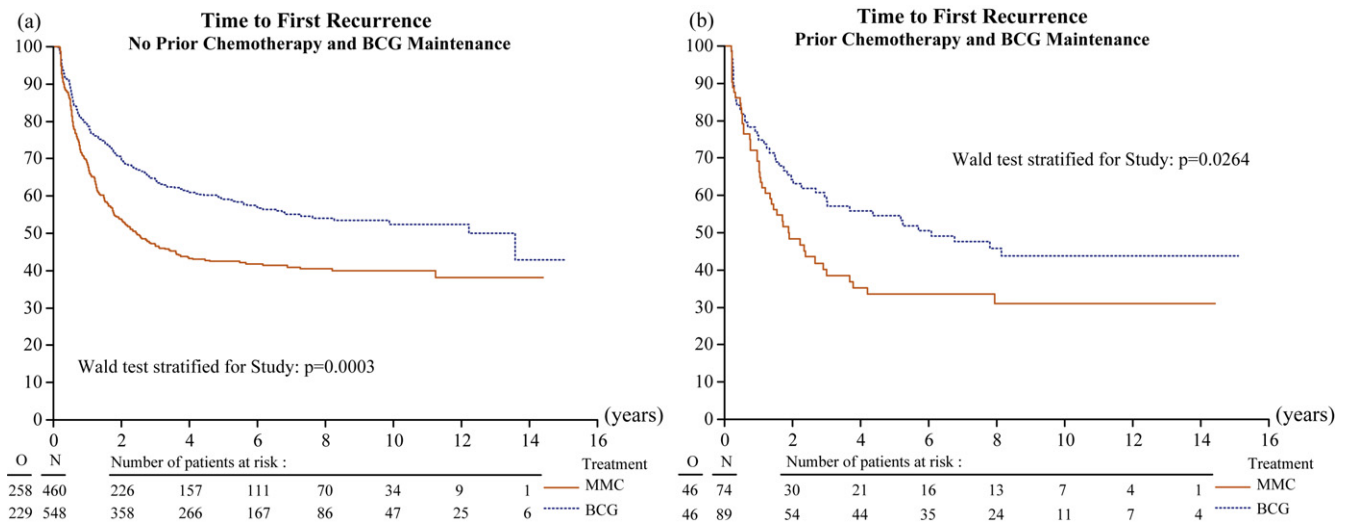 (a)
Time to First Recurrence
No Prior Chemotherapy and BCG Maintenance
100
90
80
70
60
50
40
30
20
10
0
Wald test stratified for Study: p=0.0003
(years)
0 2 4 6 8 10 12 14 16
O N Number of patients at risk : Treatment
258 460 226 157 111 70 34 9 1 MMC
229 548 358 266 167 86 47 25 6 BCG
(b)
Time to First Recurrence
Prior Chemotherapy and BCG Maintenance
100
90
80
70
60
50
40
30
20
10
0
Wald test stratified for Study: p=0.0264
(years)
0 2 4 6 8 10 12 14 16
O N Number of patients at risk : Treatment
46 74 30 21 16 13 7 4 1 MMC
46 89 54 44 35 24 11 7 4 BCG